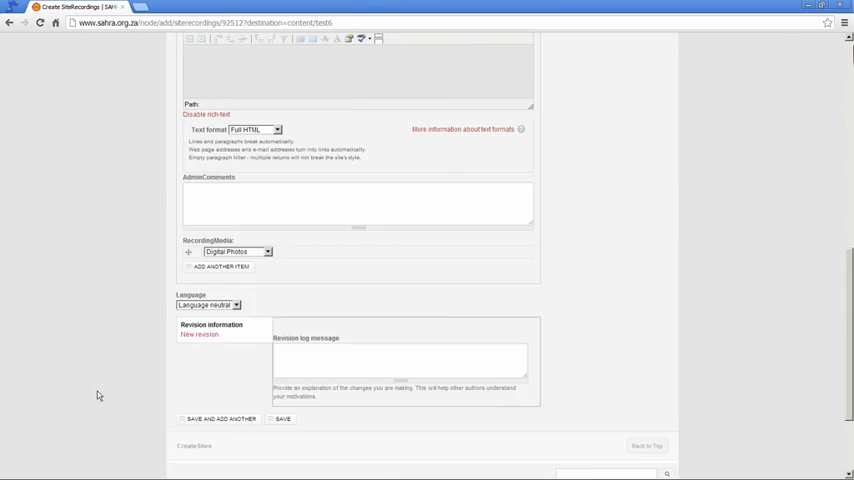 Create SiteRecordings | SAH
www.sahra.org.za/node/add/siterecordings/92512?destination=content/test6
Path:
Disable rich-text
Text format Full HTML
More information about text formats
Lines and paragraphs break automatically.
Web page addresses and e-mail addresses turn into links automatically.
Empty paragraph killer - multiple returns will not break the site's style.
AdminComments
RecordingMedia:
Digital Photos
ADD ANOTHER ITEM
Language
Language neutral
Revision information
New revision
Revision log message
Provide an explanation of the changes you are making. This will help other authors understand
your motivations.
SAVE AND ADD ANOTHER
SAVE
CreateSites
Back to Top